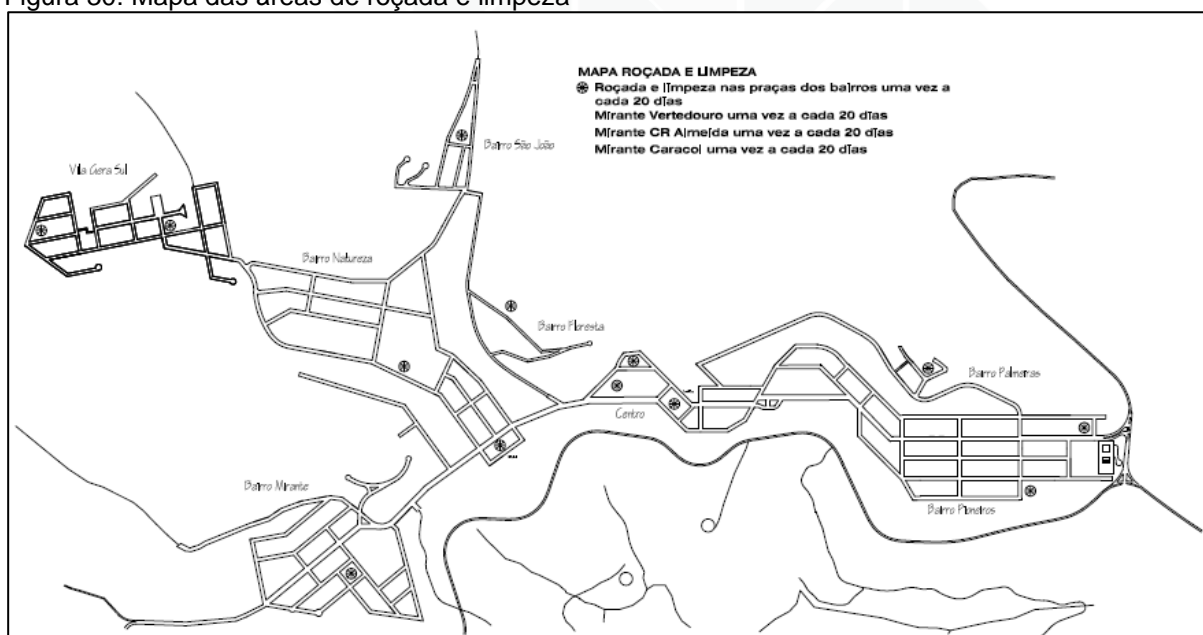 Figura 80: Mapa das áreas de roçada e limpeza
MAPA ROÇADA E LIMPEZA
Roçada e limpeza nas praças dos bairros uma vez a
cada 20 dias
Mirante Vertedouro uma vez a cada 20 dias
Mirante CR Almeida uma vez a cada 20 dias
Mirante Caracol uma vez a cada 20 dias
Bairro São João
Vila Gera Sul
Bairro Natureza
Bairro Floresta
Bairro Palmeiras
Centro
Bairro Mirante
Bairro Pioneiros